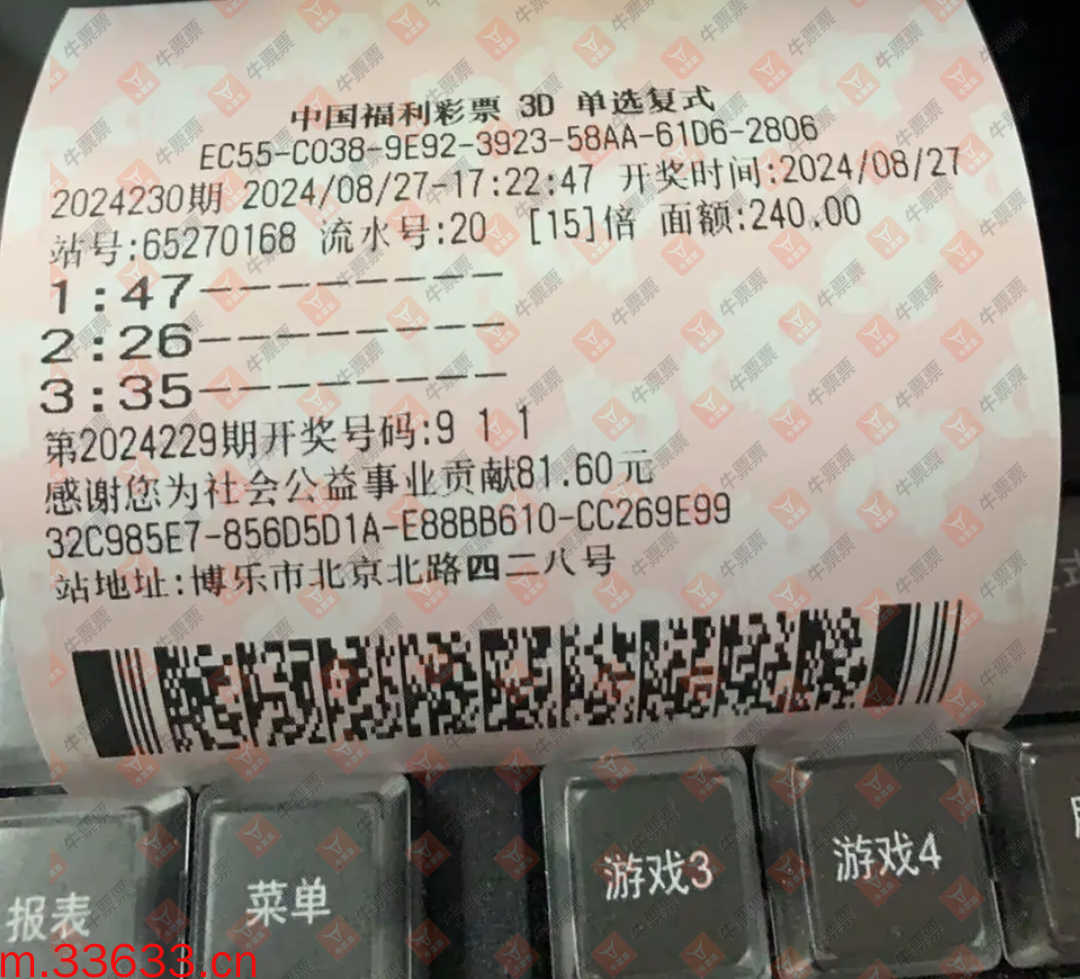 中国福利彩票 3D 单选复式
EC55-C038-9E92-3923-58AA-61D6-2806
2024230期 2024/08/27-17:22:47 开奖时间:2024/08/27
站号:65270168 流水号:20 [15]倍 面额:240.00
1:47--------
2:26--------
3:35--------
第2024229期开奖号码:9 1 1
感谢您为社会公益事业贡献81.60元
32C985E7-856D5D1A-E88BB610-CC269E99
站地址:博乐市北京北路四二八号
报表 菜单 游戏3 游戏4
m.33633.cn
牛票票